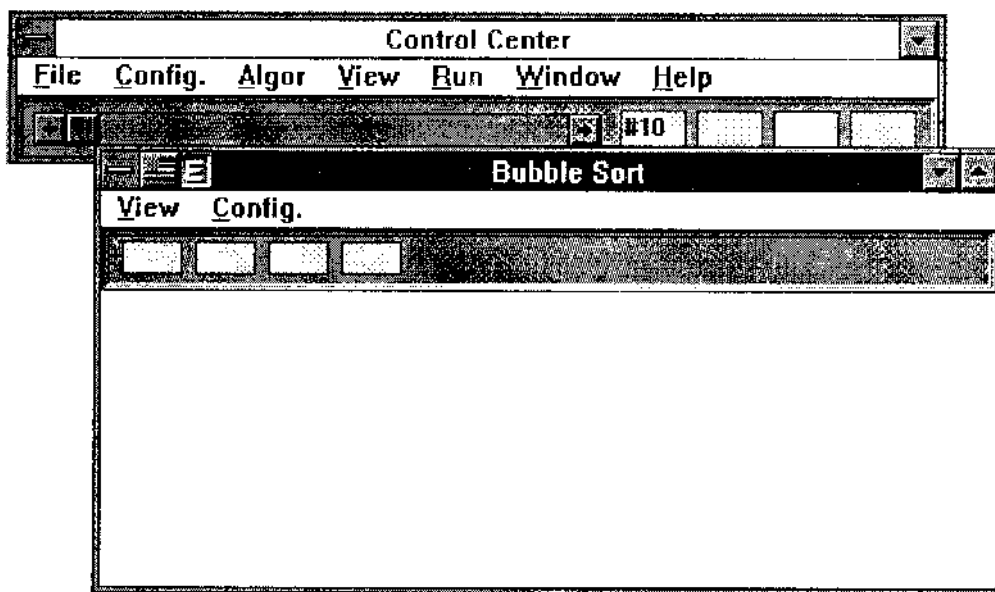 Control Center
File Config. Algor View Run Window Help
#10
Bubble Sort
View Config.